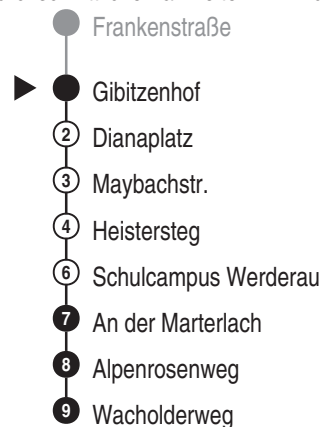 Frankenstraße
Gibitzenhof
2 Dianaplatz
3 Maybachstr.
4 Heistersteg
6 Schulcampus Werderau
7 An der Marterlach
8 Alpenrosenweg
9 Wacholderweg